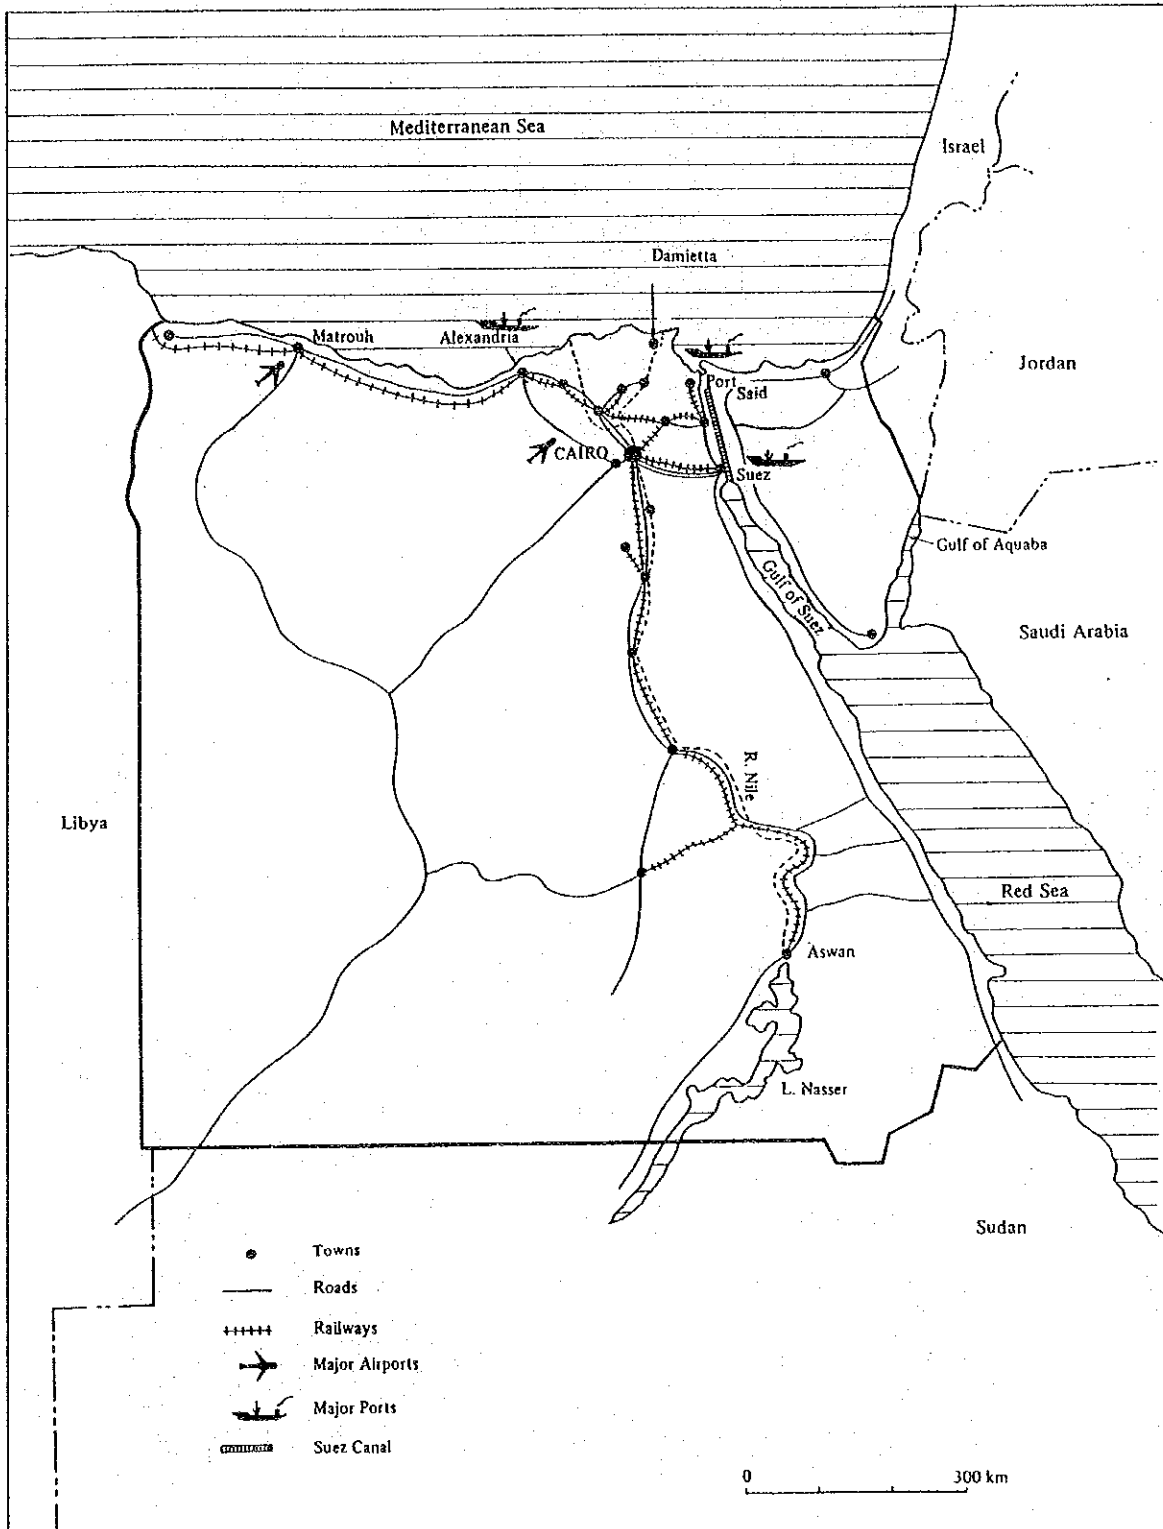 Mediterranean Sea
Israel
Damietta
Matrouh
Alexandria
Jordan
Port
Said
CAIRO
Suez
Gulf of Aquaba
Gulf of Suez
Saudi Arabia
R. Nile
Libya
Red Sea
Aswan
L. Nasser
Sudan
Towns
Roads
Railways
Major Airports
Major Ports
Suez Canal
0 300 km